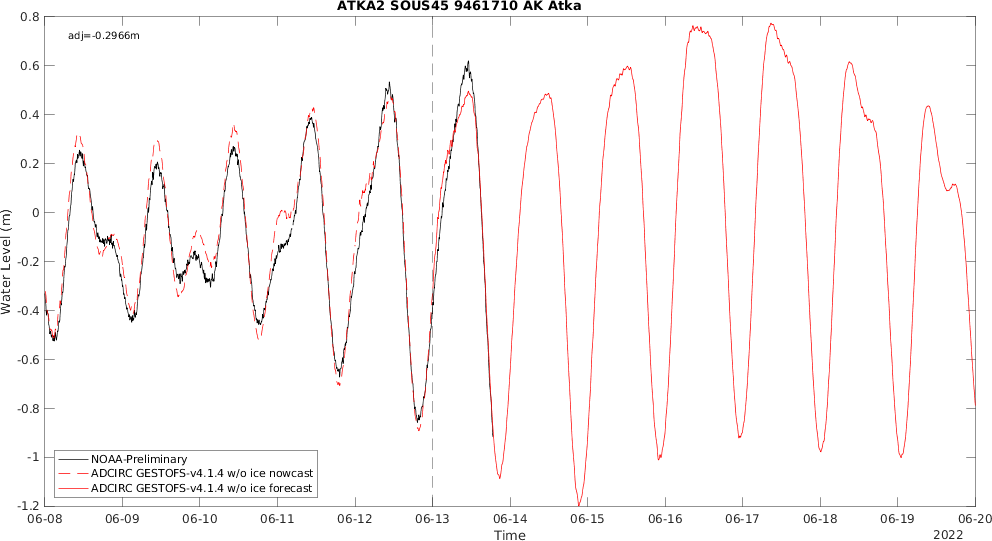 ATKA2 SOUS45 9461710 AK Atka
adj=-0.2966m
0.8
0.6
0.4
0.2
0
-0.2
-0.4
-0.6
-0.8
-1
-1.2
Water Level (m)
NOAA-Preliminary
ADCIRC GESTOFS-v4.1.4 w/o ice nowcast
ADCIRC GESTOFS-v4.1.4 w/o ice forecast
06-08 06-09 06-10 06-11 06-12 06-13 06-14 06-15 06-16 06-17 06-18 06-19 06-20
Time
2022